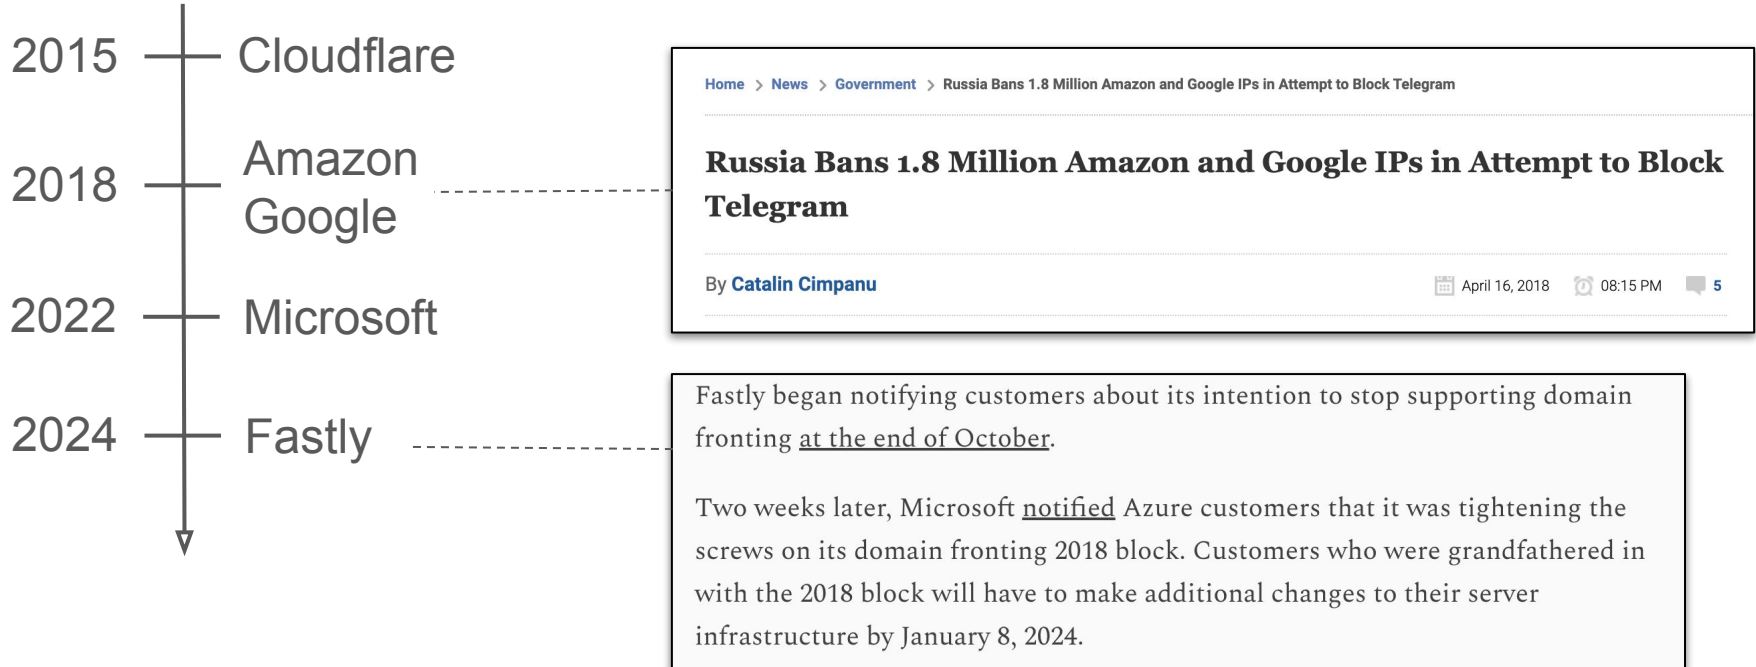 2015 Cloudflare
2018 Amazon
Google
2022 Microsoft
2024 Fastly
Home > News > Government > Russia Bans 1.8 Million Amazon and Google IPs in Attempt to Block Telegram
Russia Bans 1.8 Million Amazon and Google IPs in Attempt to Block
Telegram
By Catalin Cimpanu April 16, 2018 08:15 PM 5
Fastly began notifying customers about its intention to stop supporting domain
fronting at the end of October.
Two weeks later, Microsoft notified Azure customers that it was tightening the
screws on its domain fronting 2018 block. Customers who were grandfathered in
with the 2018 block will have to make additional changes to their server
infrastructure by January 8, 2024.